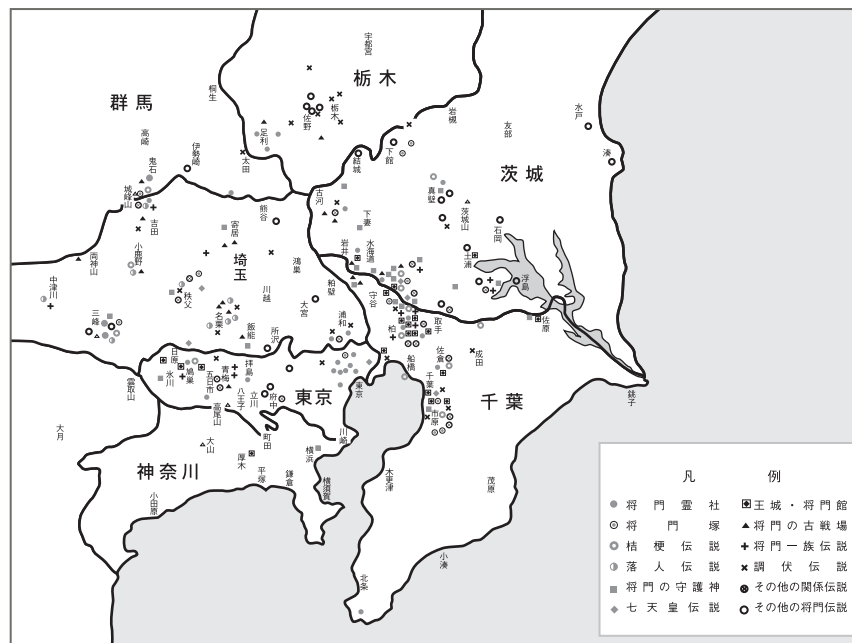 宇都宮
栃木
群馬
桐生
高崎
鬼石
伊勢崎
太田
足利
佐野
栃木
岩槻
友部
水戸
湊
結城
下館
茨城
真壁
茨城山
石岡
土浦
浮島
古河
下妻
岩井
水海道
守谷
取手
城峰山
吉田
小鹿野
両神山
中津川
三峰
秩父
名栗
飯能
所沢
寄居
熊谷
埼玉
鴻巣
川越
大宮
粕壁
浦和
柏
船橋
佐倉
成田
佐原
銚子
千葉
千葉
市原
茂原
木更津
小湊
北条
日原
氷川
鳩巣
五日市
青梅
拝島
八王子
立川
府中
東京
東京
高尾山
雲取山
大月
町田
川崎
大山
神奈川
厚木
平塚
鎌倉
横浜
横須賀
小田原
凡例
将門霊社
将門塚
桔梗伝説
落人伝説
将門の守護神
七天皇伝説
王城・将門館
将門の古戦場
将門一族伝説
調伏伝説
その他の関係伝説
その他の将門伝説